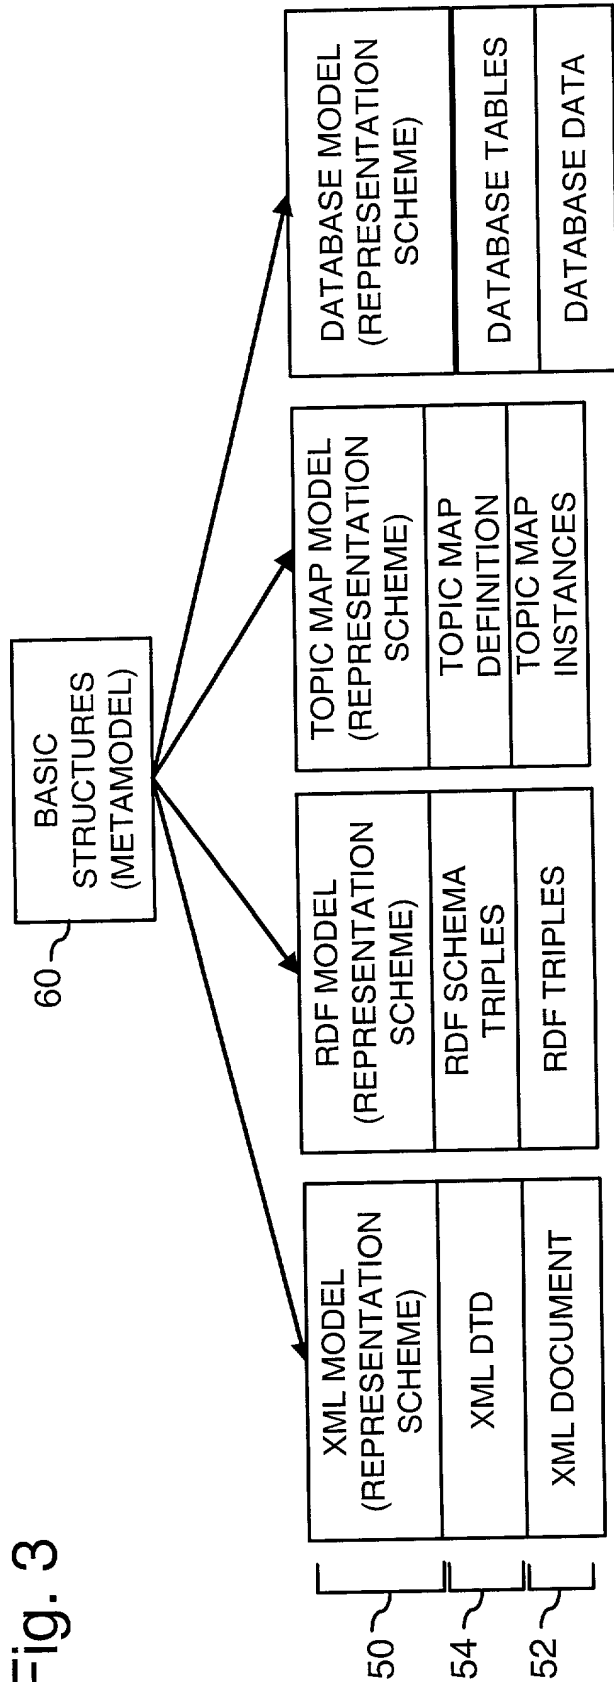 Fig. 3
60
BASIC
STRUCTURES
(METAMODEL)
50
54
52
XML MODEL
(REPRESENTATION
SCHEME)
XML DTD
XML DOCUMENT
RDF MODEL
(REPRESENTATION
SCHEME)
RDF SCHEMA
TRIPLES
RDF TRIPLES
TOPIC MAP MODEL
(REPRESENTATION
SCHEME)
TOPIC MAP
DEFINITION
TOPIC MAP
INSTANCES
DATABASE MODEL
(REPRESENTATION
SCHEME)
DATABASE TABLES
DATABASE DATA